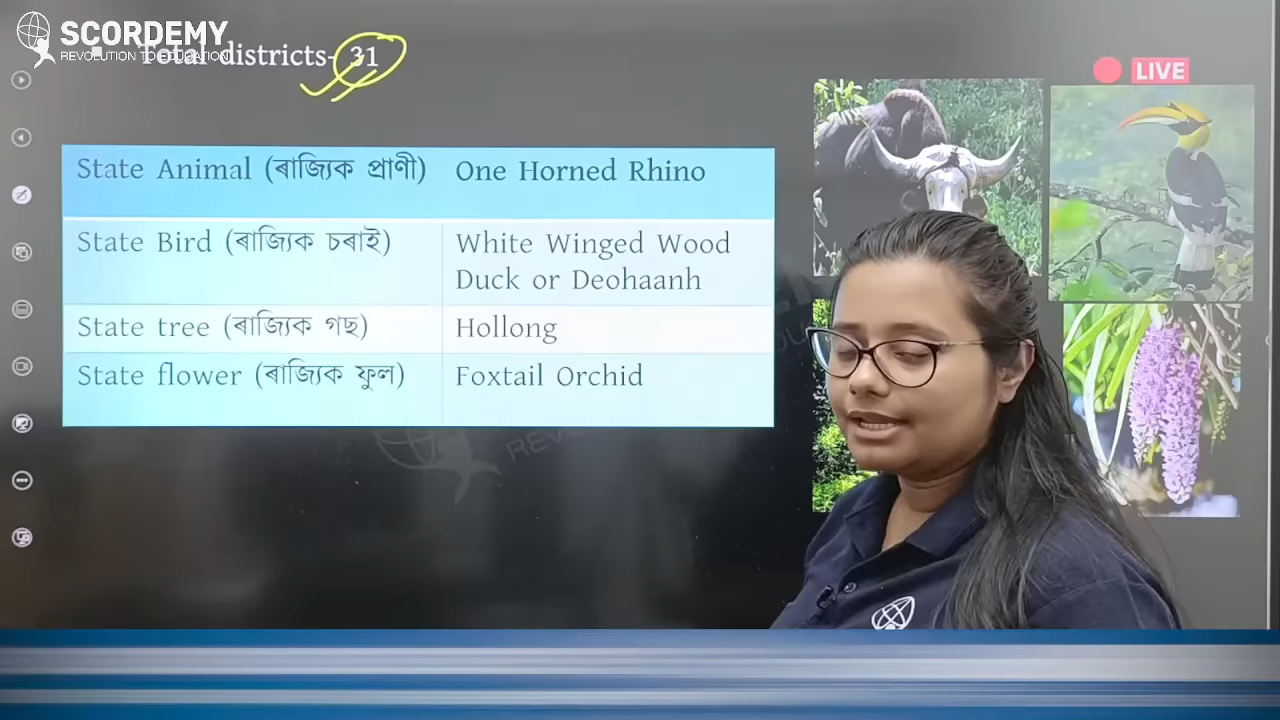 SCORDEMY
REVOLUTION TO EDUCATION
Total districts- 31
LIVE
State Animal (ৰাজ্যিক প্ৰাণী) One Horned Rhino
State Bird (ৰাজ্যিক চৰাই) White Winged Wood
Duck or Deohaanh
State tree (ৰাজ্যিক গছ) Hollong
State flower (ৰাজ্যিক ফুল) Foxtail Orchid